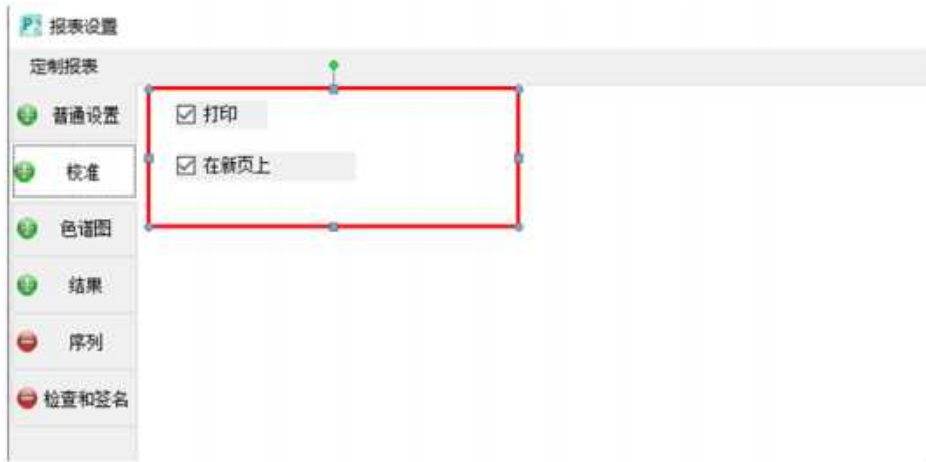 报表设置
定制报表
普通设置
打印
校准
在新页上
色谱图
结果
序列
检查和签名